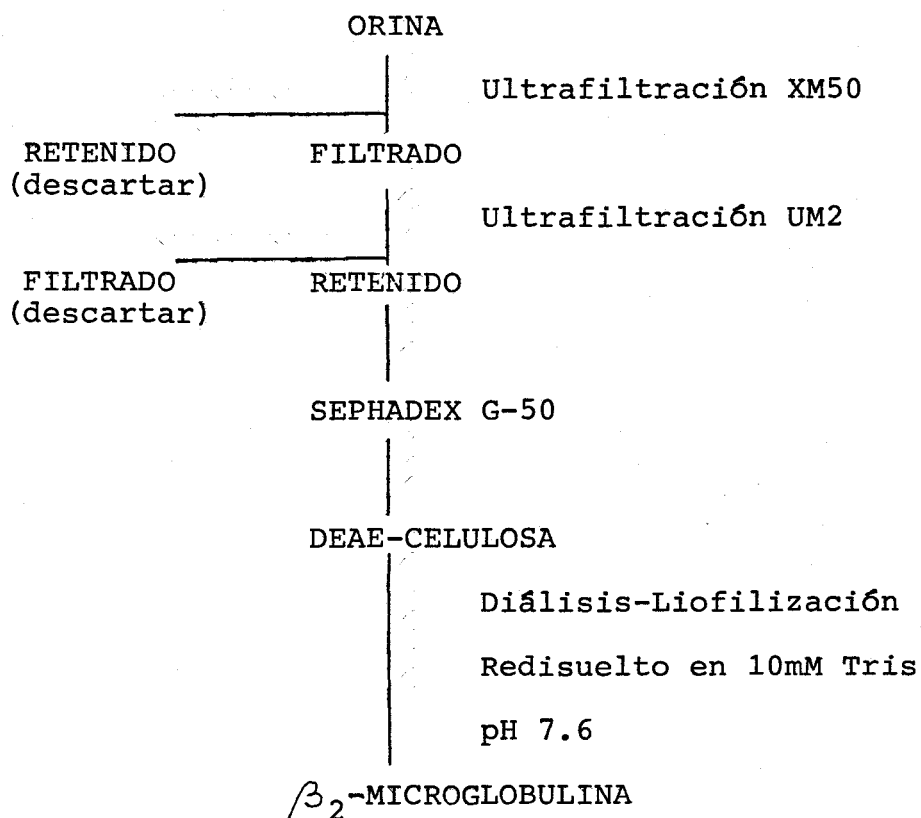 ORINA
Ultrafiltración XM50
RETENIDO FILTRADO
(descartar)
Ultrafiltración UM2
FILTRADO RETENIDO
(descartar)
SEPHADEX G-50
DEAE-CELULOSA
Diálisis-Liofilización
Redisuelto en 10mM Tris
pH 7.6
β2-MICROGLOBULINA